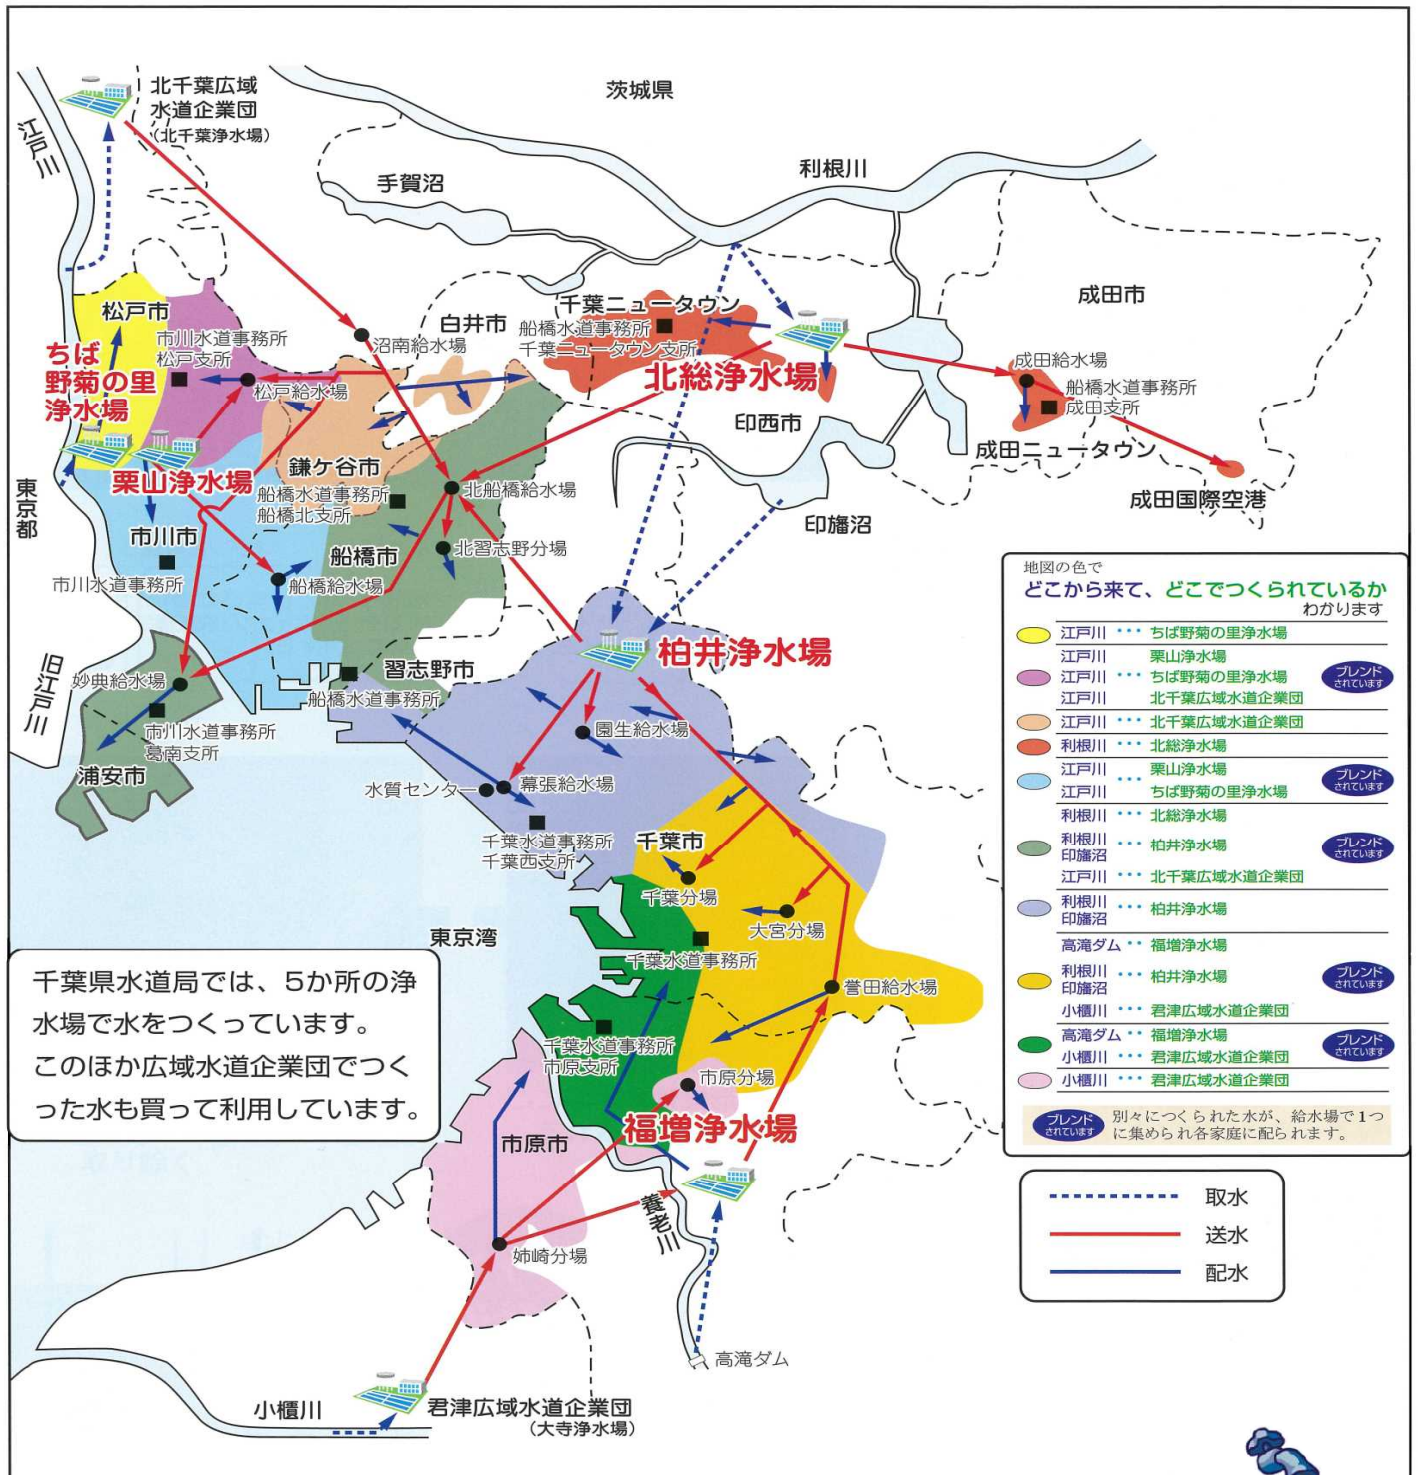 茨城県
北千葉広域
水道企業団
(北千葉浄水場)
江戸川
利根川
手賀沼
成田市
松戸市
市川水道事務所
松戸支所
ちば
野菊の里
浄水場
松戸給水場
沼南給水場
白井市
千葉ニュータウン
船橋水道事務所
千葉ニュータウン支所
北総浄水場
成田給水場
船橋水道事務所
成田支所
印西市
成田ニュータウン
成田国際空港
栗山浄水場
鎌ケ谷市
船橋水道事務所
船橋北支所
北船橋給水場
印旛沼
東京都
市川市
市川水道事務所
船橋市
船橋給水場
北習志野分場
柏井浄水場
旧江戸川
妙典給水場
習志野市
船橋水道事務所
市川水道事務所
葛南支所
浦安市
園生給水場
水質センター
幕張給水場
千葉水道事務所
千葉西支所
千葉市
千葉分場
大宮分場
東京湾
千葉水道事務所
誉田給水場
千葉水道事務所
市原支所
市原分場
福増浄水場
市原市
養老川
姉崎分場
高滝ダム
小櫃川
君津広域水道企業団
(大寺浄水場)
千葉県水道局では、5か所の浄
水場で水をつくっています。
このほか広域水道企業団でつく
った水も買って利用しています。
地図の色で
どこから来て、どこでつくられているか
わかります
江戸川 ･･･ ちば野菊の里浄水場
江戸川 栗山浄水場
江戸川 ･･･ ちば野菊の里浄水場 ブレンドされています
江戸川 北千葉広域水道企業団
江戸川 ･･･ 北千葉広域水道企業団
利根川 ･･･ 北総浄水場
江戸川 栗山浄水場
･･･ ブレンドされています
江戸川 ちば野菊の里浄水場
利根川 ･･･ 北総浄水場
利根川
印旛沼 ･･･ 柏井浄水場 ブレンドされています
江戸川 ･･･ 北千葉広域水道企業団
利根川
印旛沼 ･･･ 柏井浄水場
高滝ダム ･･ 福増浄水場
利根川
印旛沼 ･･･ 柏井浄水場 ブレンドされています
小櫃川 ･･･ 君津広域水道企業団
高滝ダム ･･ 福増浄水場 ブレンドされています
小櫃川 ･･･ 君津広域水道企業団
小櫃川 ･･･ 君津広域水道企業団
ブレンドされています
別々につくられた水が、給水場で1つ
に集められ各家庭に配られます。
取水
送水
配水